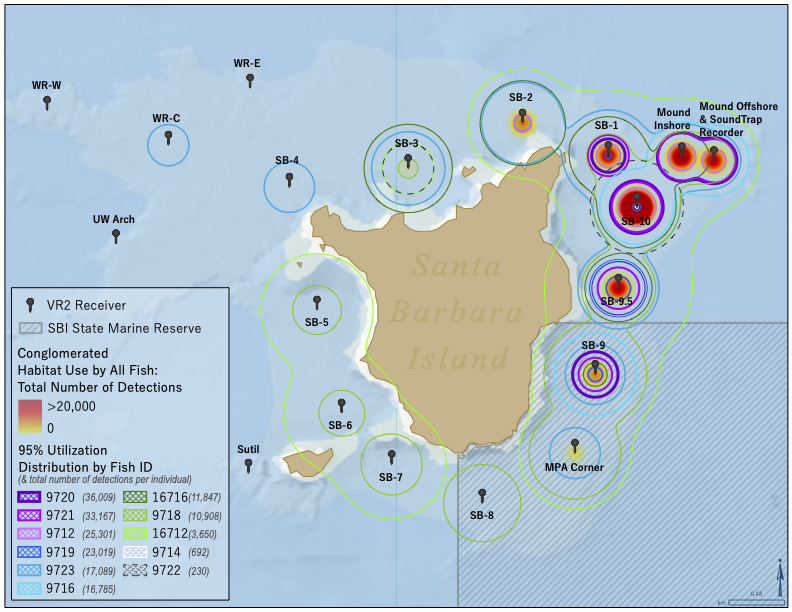 WR-E
WR-W
SB-2
Mound Offshore
& SoundTrap
Recorder
Mound
Inshore
WR-C
SB-1
SB-3
SB-4
UW Arch
SB-10
Santa
Barbara
Island
SB-9.5
SB-5
SB-9
SB-6
Sutil
SB-7
MPA Corner
SB-8
VR2 Receiver
SBI State Marine Reserve
Conglomerated
Habitat Use by All Fish:
Total Number of Detections
>20,000
0
95% Utilization
Distribution by Fish ID
(& total number of detections per individual)
9720 (36,009)
9721 (33,167)
9712 (25,301)
9719 (23,019)
9723 (17,089)
9716 (16,785)
16716 (11,847)
9718 (10,908)
16712 (3,650)
9714 (692)
9722 (230)
0.48
km